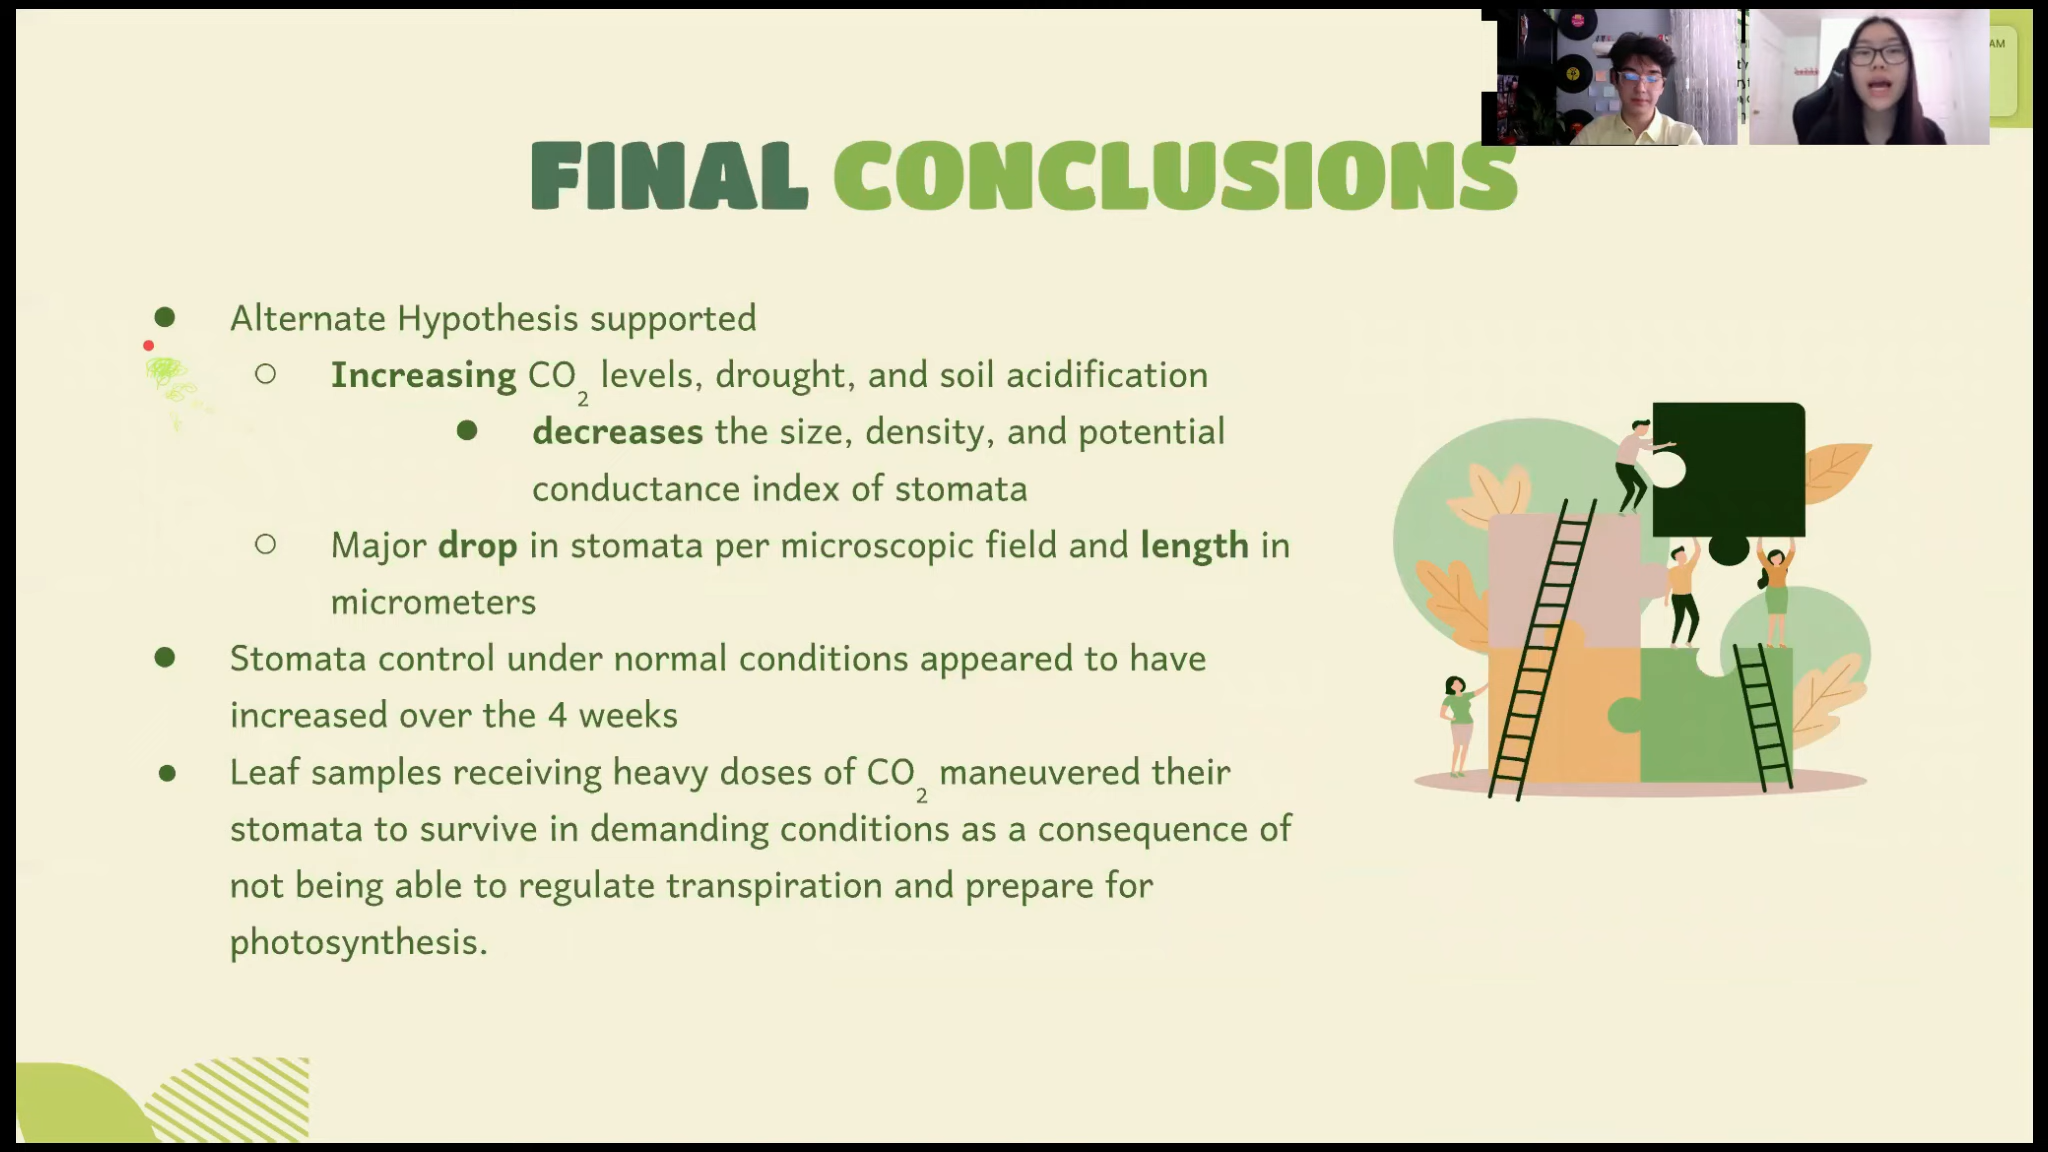 AM
FINAL CONCLUSIONS
Alternate Hypothesis supported
Increasing CO2 levels, drought, and soil acidification
decreases the size, density, and potential
conductance index of stomata
Major drop in stomata per microscopic field and length in
micrometers
Stomata control under normal conditions appeared to have
increased over the 4 weeks
Leaf samples receiving heavy doses of CO2 maneuvered their
stomata to survive in demanding conditions as a consequence of
not being able to regulate transpiration and prepare for
photosynthesis.